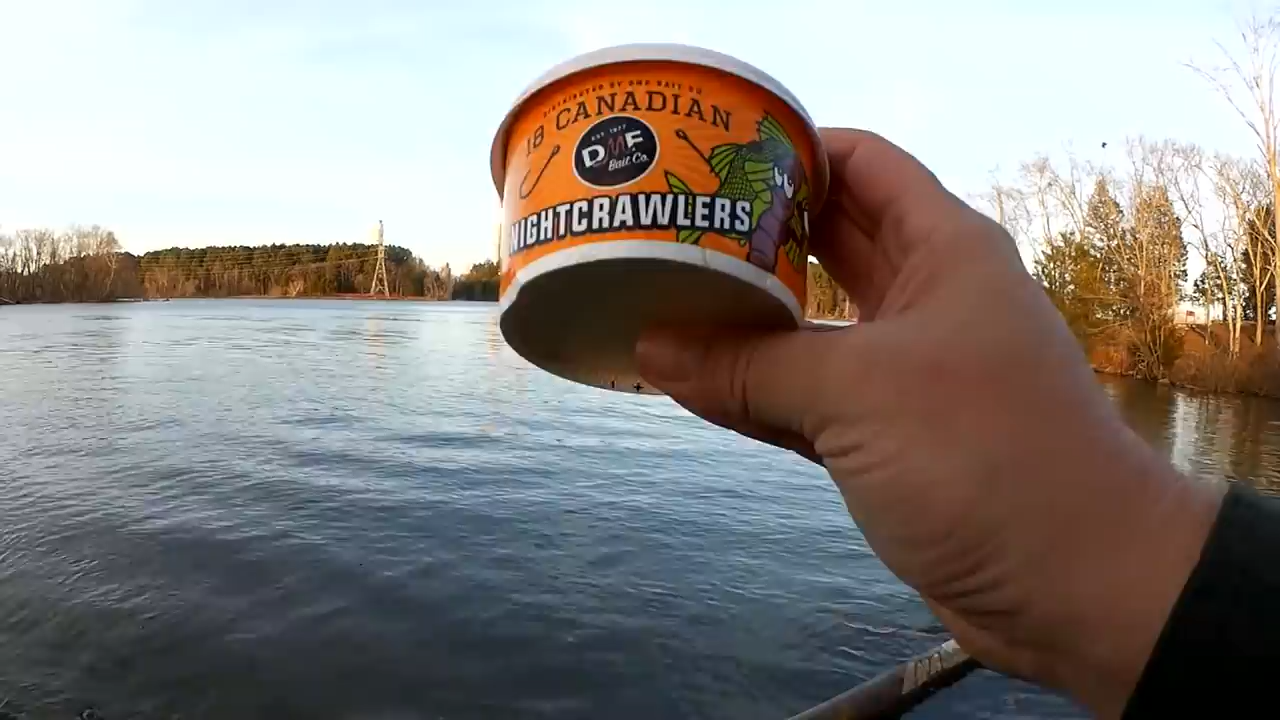 DISTRIBUTED BY DMF BAIT CO
18 CANADIAN
EST. 1977
DMF
Bait Co.
NIGHTCRAWLERS